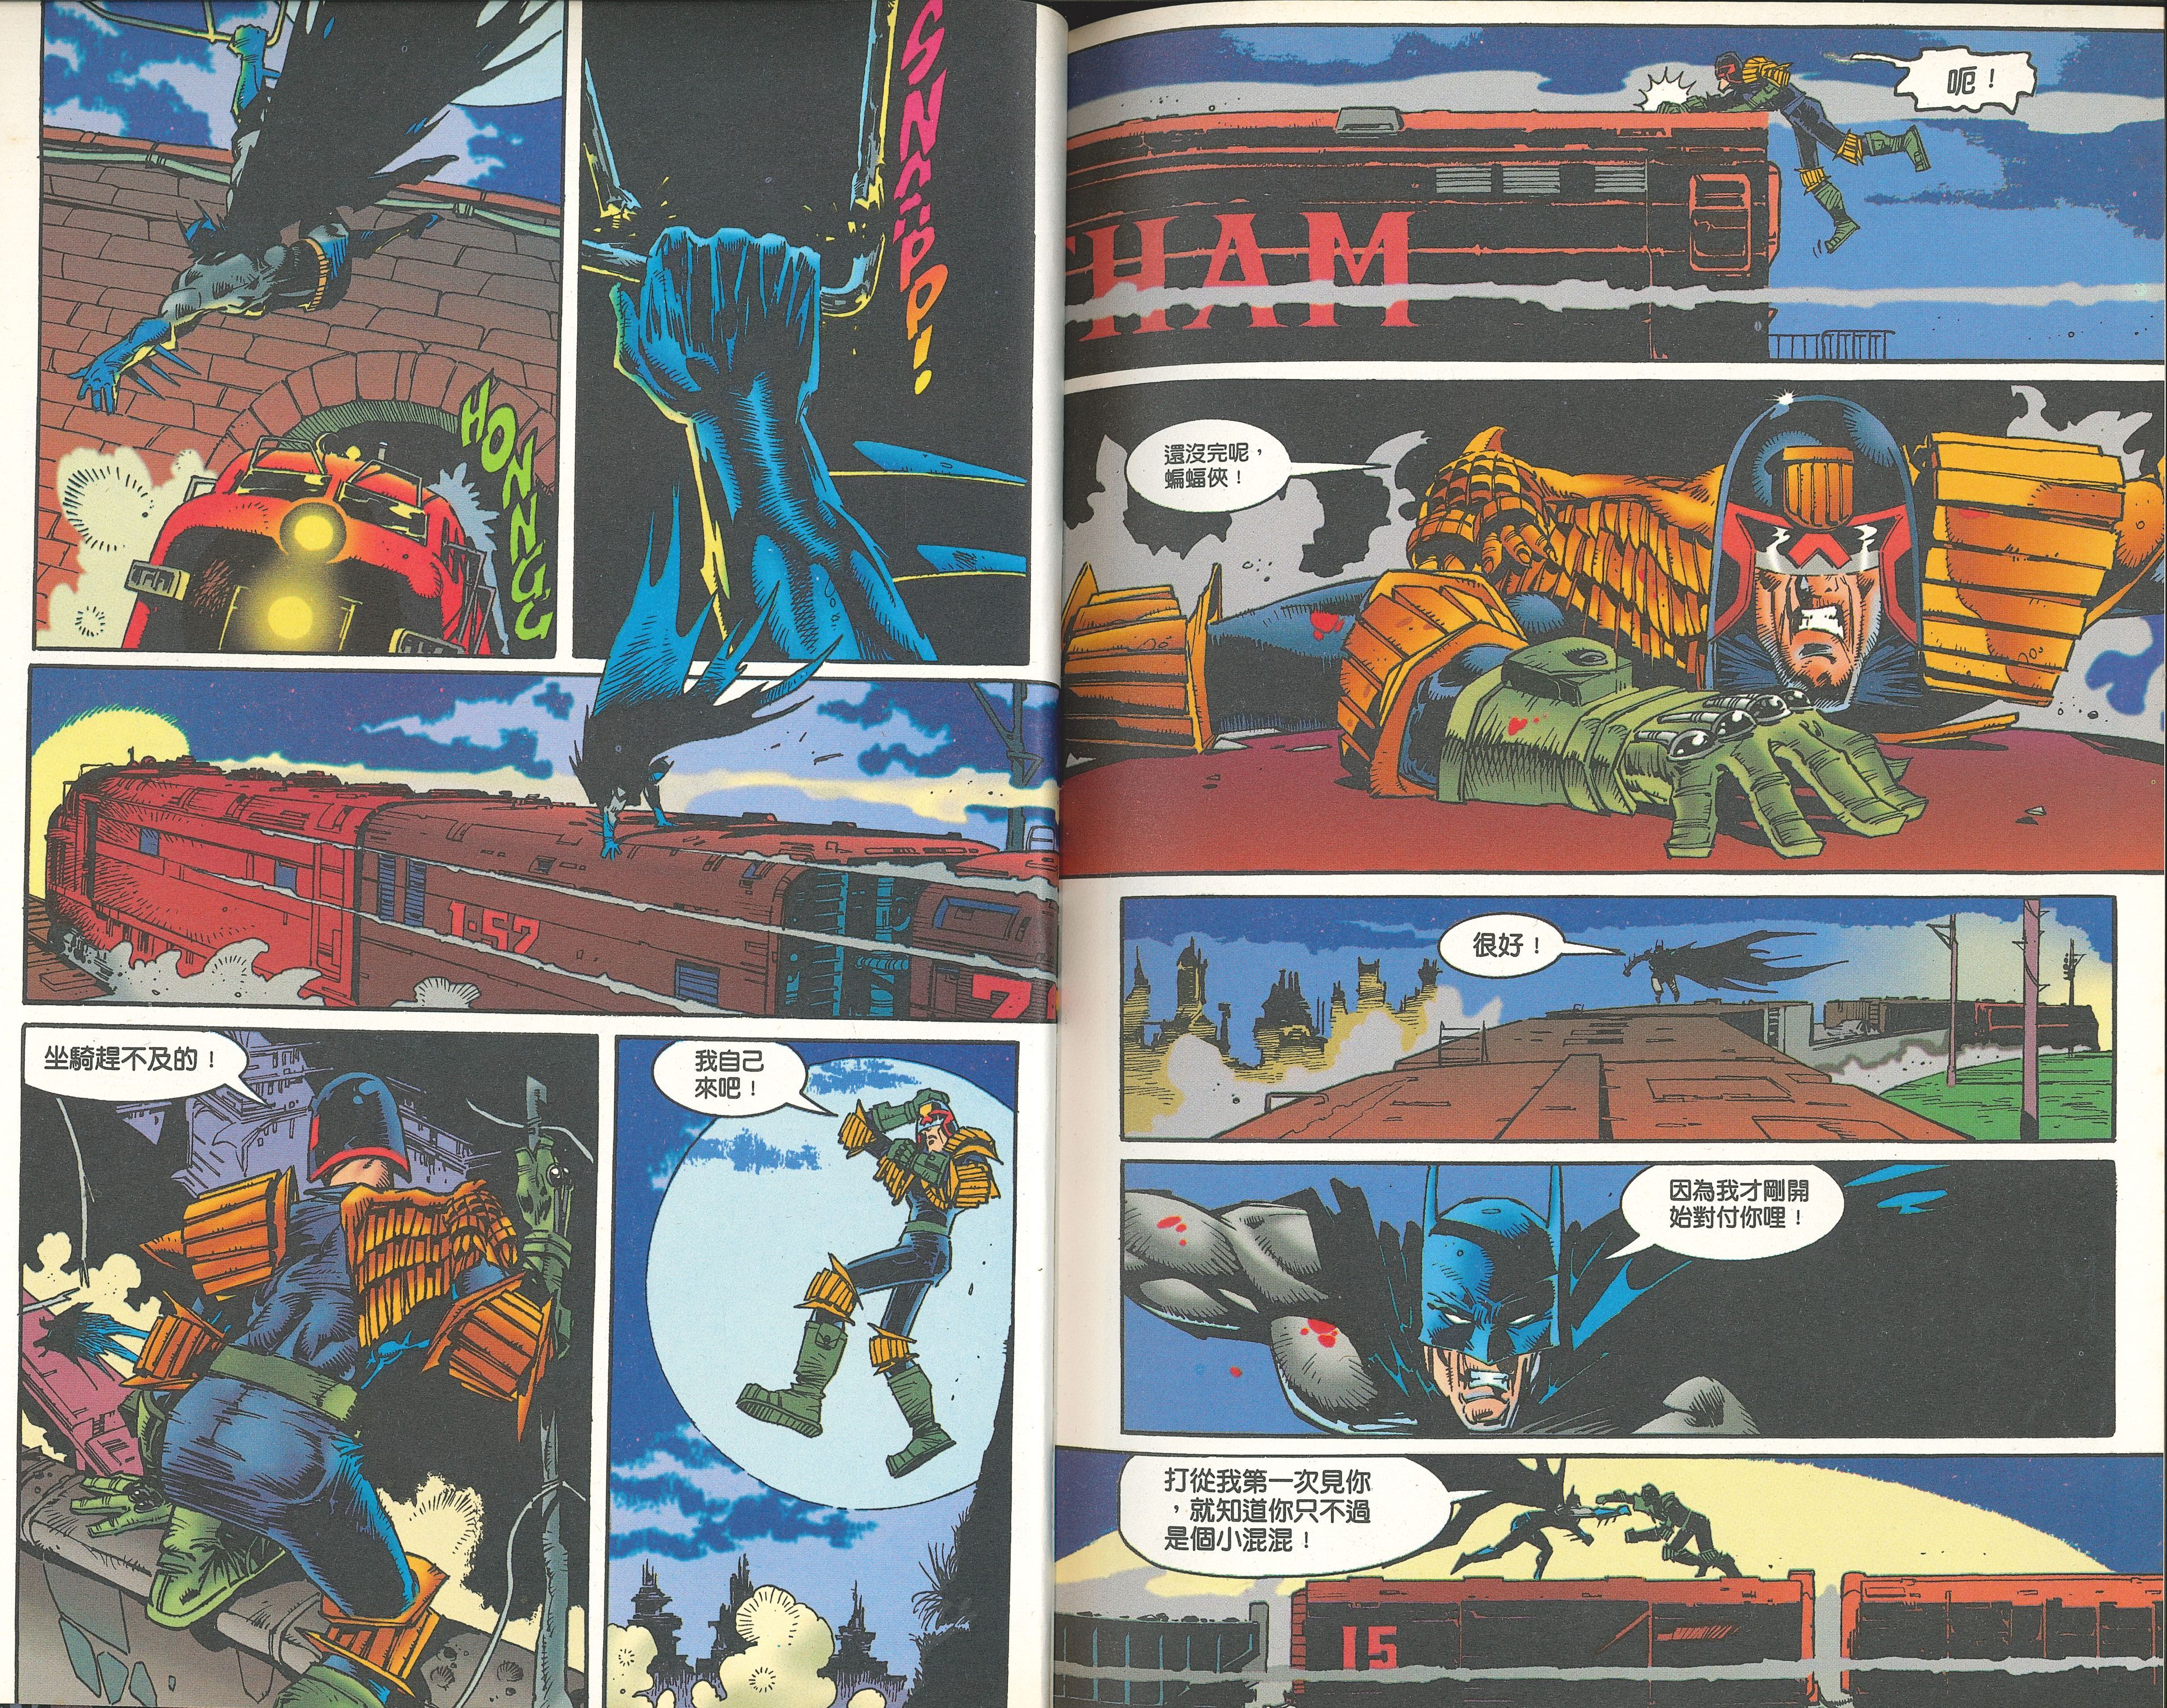 HONNGG
SNAPP!
1-57
7
坐騎趕不及的！
我自己
來吧！
呃！
HAM
還沒完呢，
蝙蝠俠！
很好！
因為我才剛開
始對付你哩！
打從我第一次見你
，就知道你只不過
是個小混混！
15